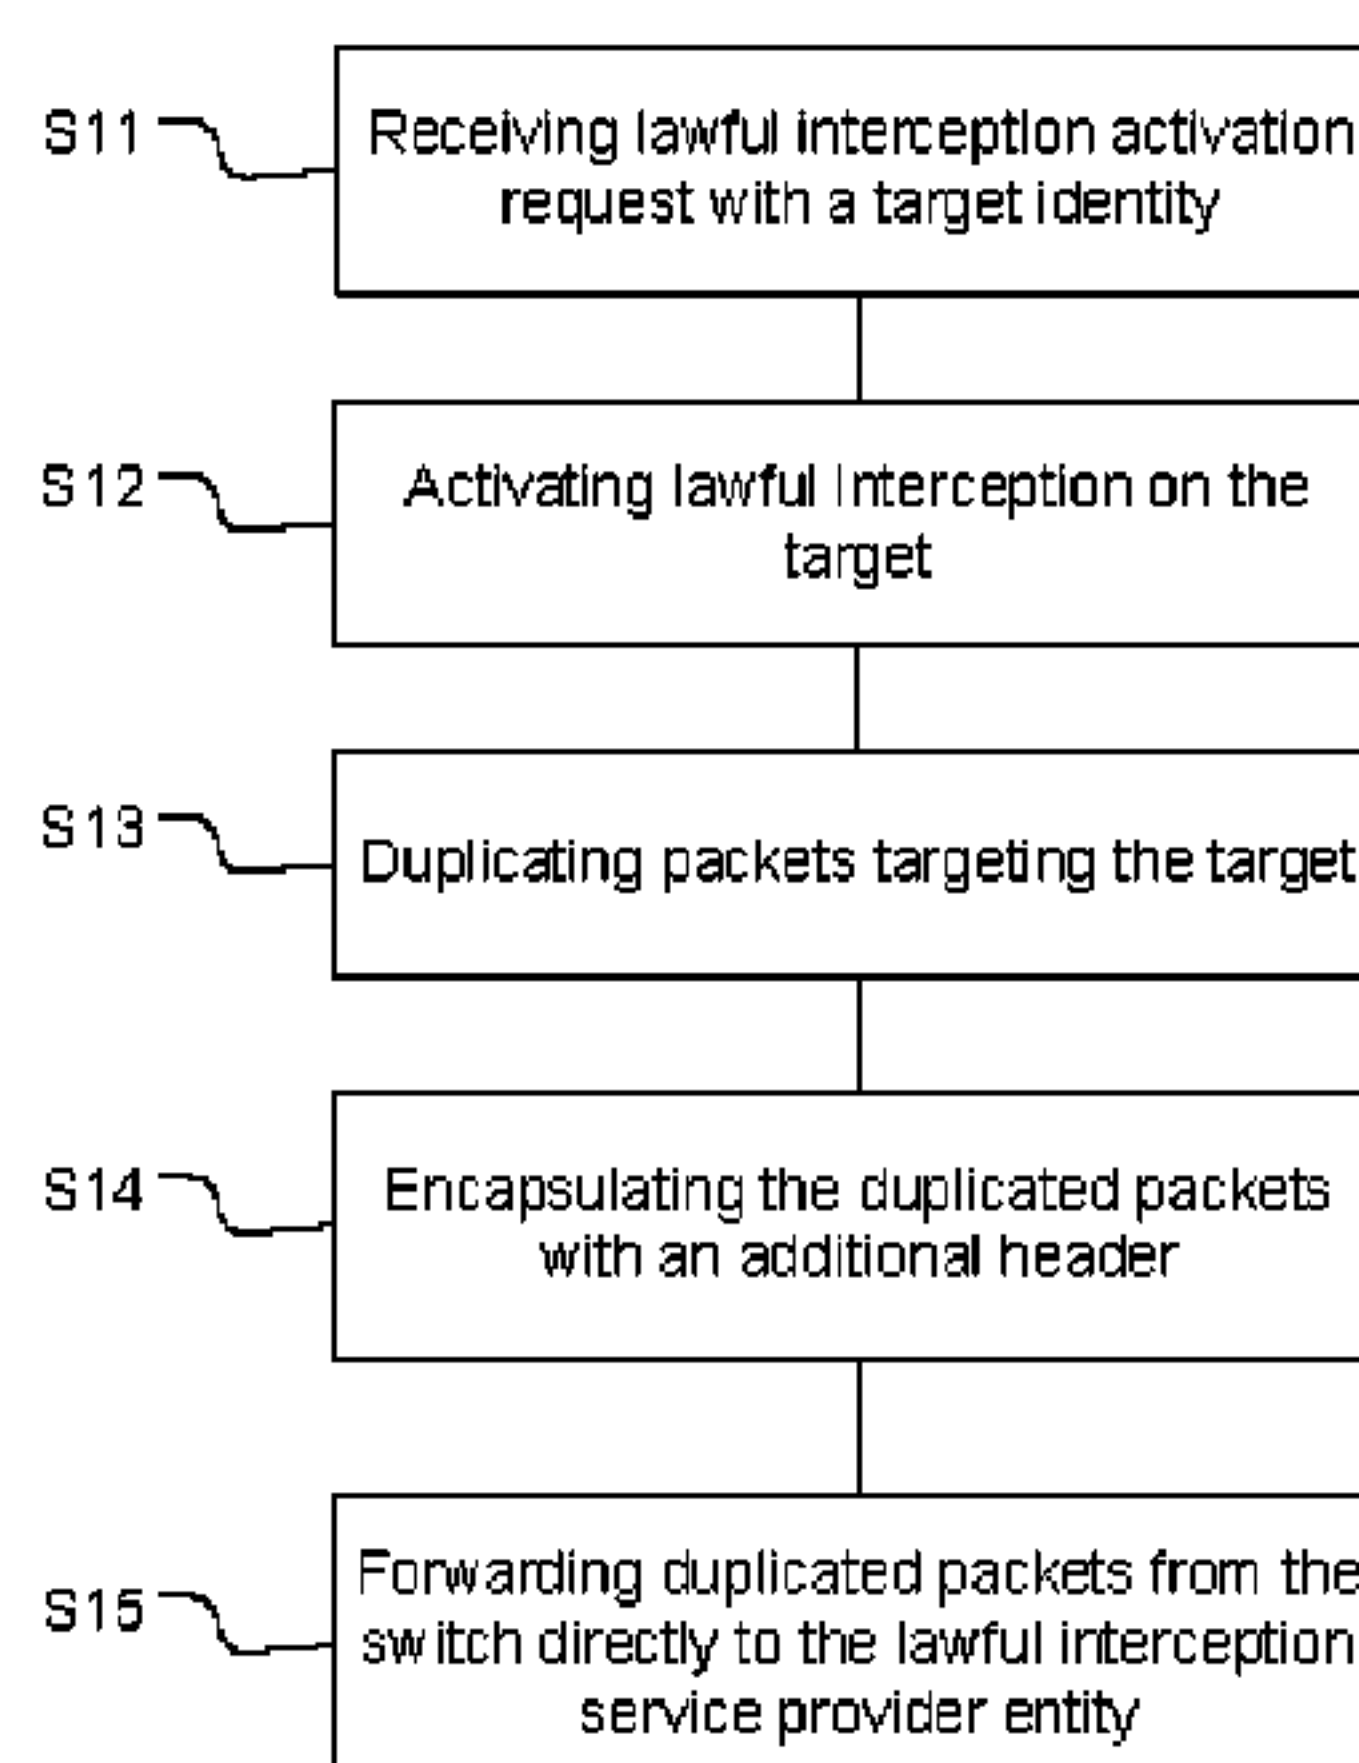 S11
Receiving lawful interception activation
request with a target identity
S12
Activating lawful Interception on the
target
S13
Duplicating packets targeting the target
S14
Encapsulating the duplicated packets
with an additional header
S15
Forwarding duplicated packets from the
switch directly to the lawful interception
service provider entity